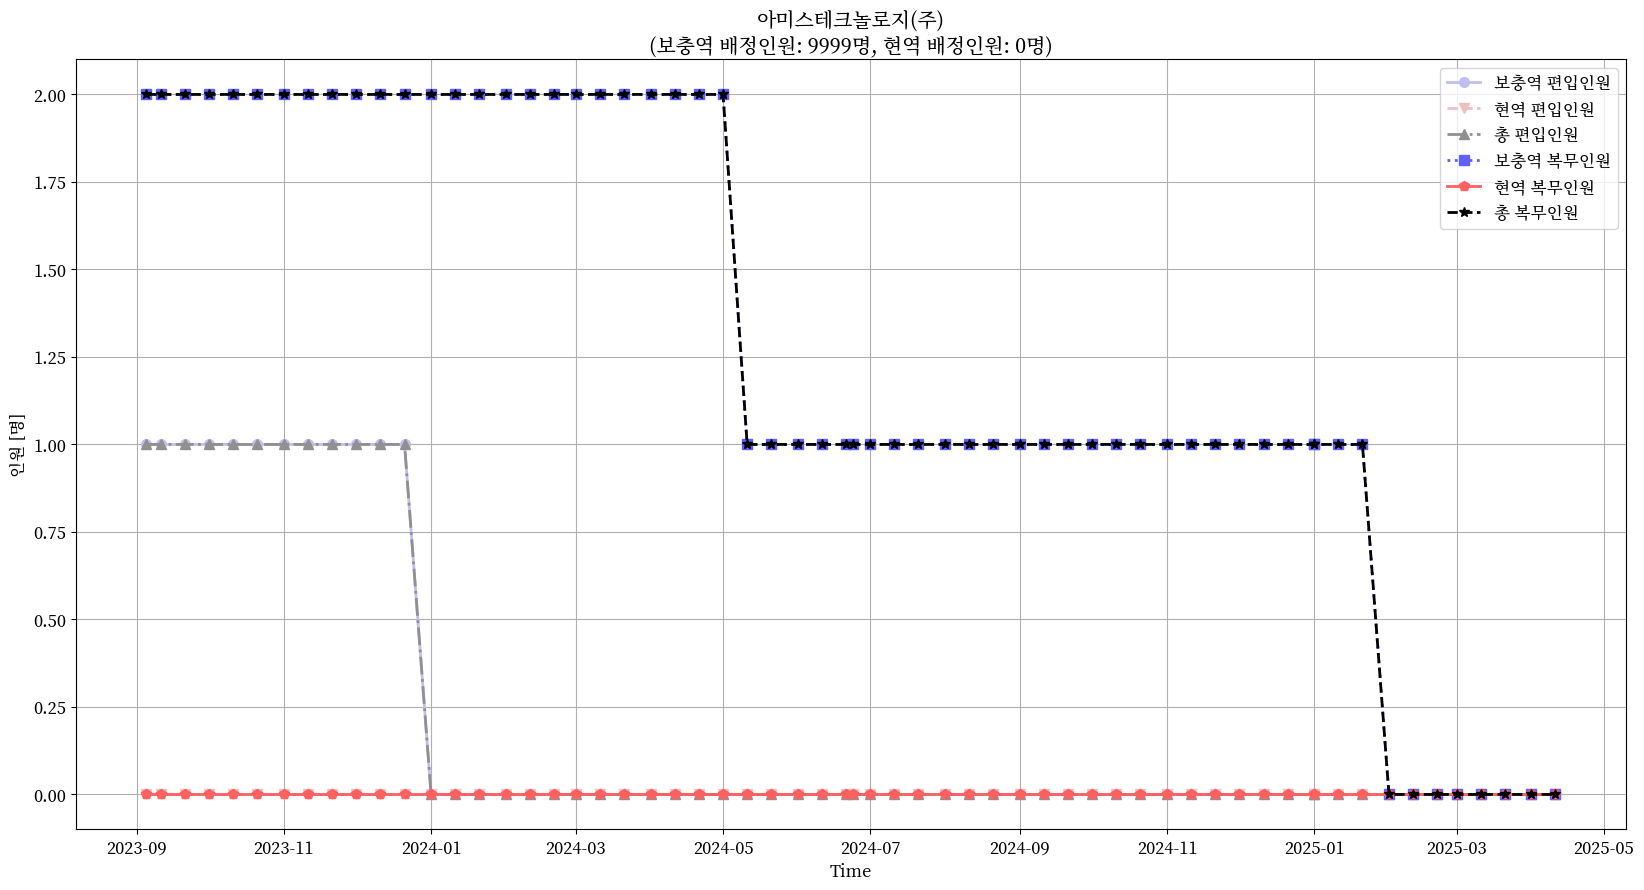 아미스테크놀로지(주)
(보충역 배정인원: 9999명, 현역 배정인원: 0명)
보충역 편입인원
현역 편입인원
총 편입인원
보충역 복무인원
현역 복무인원
총 복무인원
인원 [명]
2.00
1.75
1.50
1.25
1.00
0.75
0.50
0.25
0.00
2023-09 2023-11 2024-01 2024-03 2024-05 2024-07 2024-09 2024-11 2025-01 2025-03 2025-05
Time